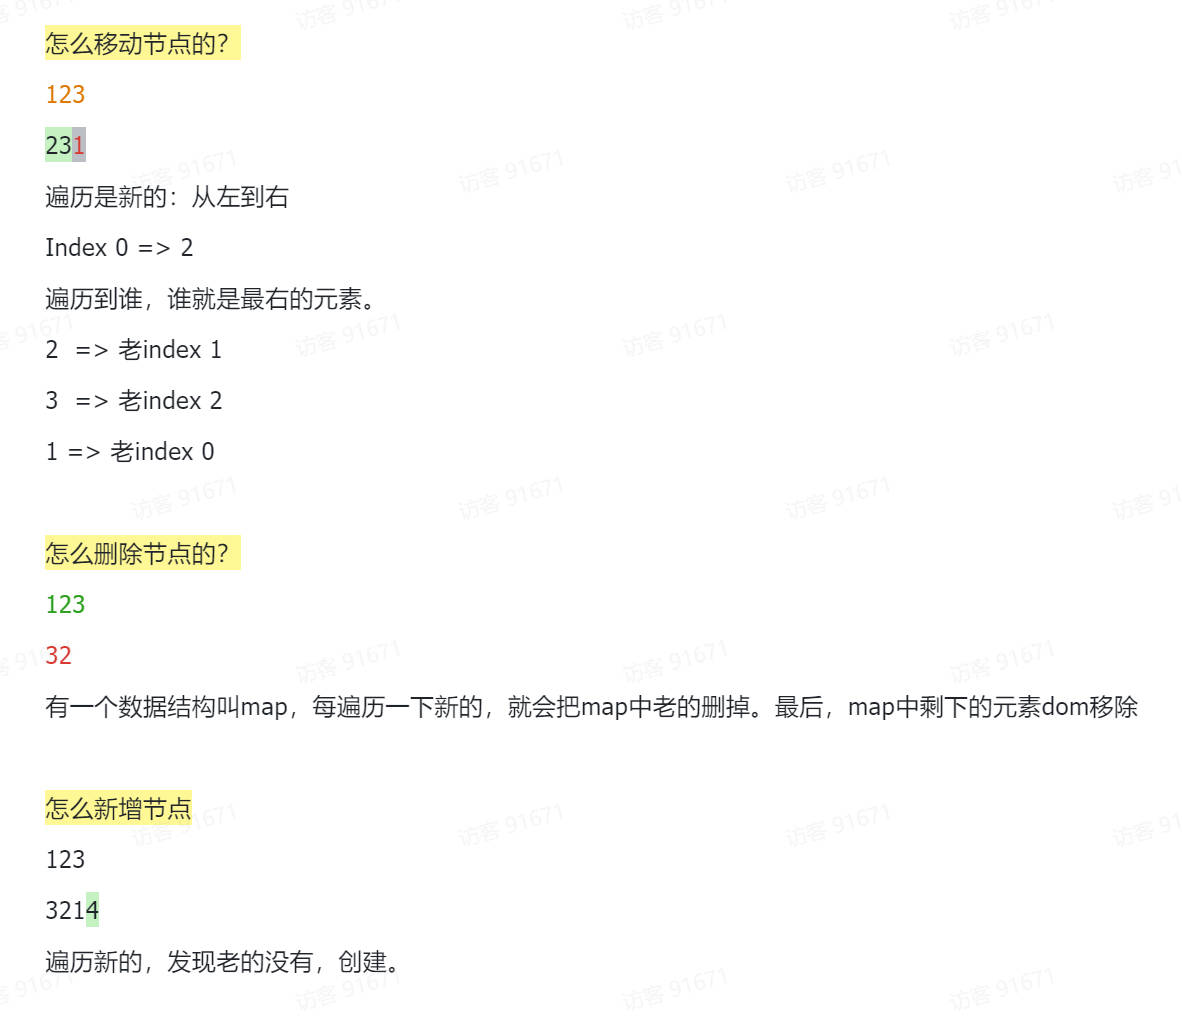 怎么移动节点的？
123
231
遍历是新的：从左到右
Index 0 => 2
遍历到谁，谁就是最右的元素。
2  => 老index 1
3  => 老index 2
1 => 老index 0
怎么删除节点的？
123
32
有一个数据结构叫map，每遍历一下新的，就会把map中老的删掉。最后，map中剩下的元素dom移除
怎么新增节点
123
3214
遍历新的，发现老的没有，创建。
访客 91671